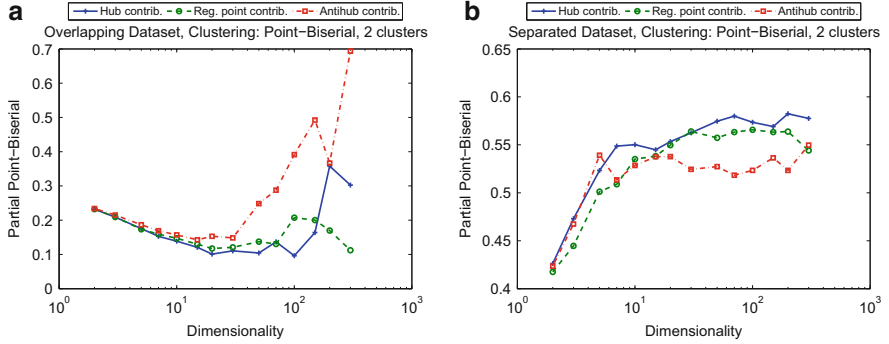 a
Hub contrib. Reg. point contrib. Antihub contrib.
Overlapping Dataset, Clustering: Point−Biserial, 2 clusters
Partial Point−Biserial
0.7
0.6
0.5
0.4
0.3
0.2
0.1
0
10^0 10^1 10^2 10^3
Dimensionality
b
Hub contrib. Reg. point contrib. Antihub contrib.
Separated Dataset, Clustering: Point−Biserial, 2 clusters
Partial Point−Biserial
0.65
0.6
0.55
0.5
0.45
0.4
10^0 10^1 10^2 10^3
Dimensionality